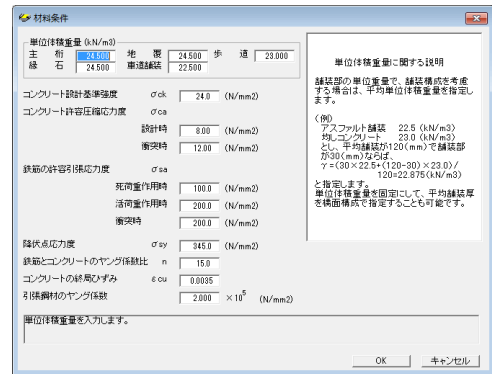 材料条件
単位体積重量 (kN/m3)
主 桁 24.500 地 覆 24.500 歩 道 23.000
縁 石 24.500 車道舗装 22.500
コンクリート設計基準強度 σck 24.0 (N/mm2)
コンクリート許容圧縮応力度 σca
設計時 8.00 (N/mm2)
衝突時 12.00 (N/mm2)
鉄筋の許容引張応力度 σsa
死荷重作用時 100.0 (N/mm2)
活荷重作用時 200.0 (N/mm2)
衝突時 200.0 (N/mm2)
降伏点応力度 σsy 345.0 (N/mm2)
鉄筋とコンクリートのヤング係数比 n 15.0
コンクリートの終局ひずみ εcu 0.0035
引張鋼材のヤング係数 2.000 ×10⁵ (N/mm2)
単位体積重量に関する説明
舗装部の単位重量で、舗装構成を考慮
する場合は、平均単位体積重量を指定し
ます。
(例)
アスファルト舗装 22.5 (kN/m3)
均しコンクリート 23.0 (kN/m3)
とし、平均舗装が120(mm)で舗装部
が30(mm)ならば、
γ=(30×22.5+(120-30)×23.0)/
120=22.875(kN/m3)
と指定します。
単位体積重量を固定にして、平均舗装厚
を橋面構成で指定することも可能です。
単位体積重量を入力します。
OK キャンセル